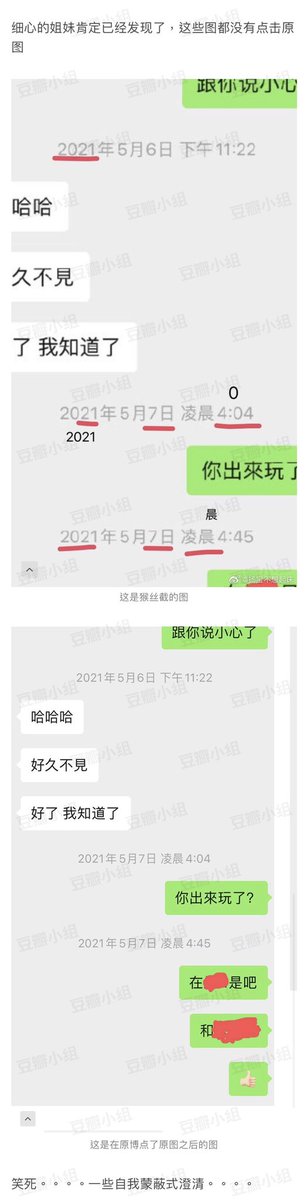 细心的姐妹肯定已经发现了，这些图都没有点击原
图
跟你说小心
2021年5月6日 下午11:22
哈哈
久不見
了 我知道了
0
2021年5月7日 凌晨4:04
2021
你出來玩了
晨
2021年5月7日 凌晨4:45
这是猴丝截的图
跟你说小心了
2021年5月6日 下午11:22
哈哈哈
好久不見
好了 我知道了
2021年5月7日 凌晨4:04
你出來玩了?
2021年5月7日 凌晨4:45
在 是吧
和
这是在原博点了原图之后的图
笑死。。。。一些自我蒙蔽式澄清。。。。
豆瓣小组